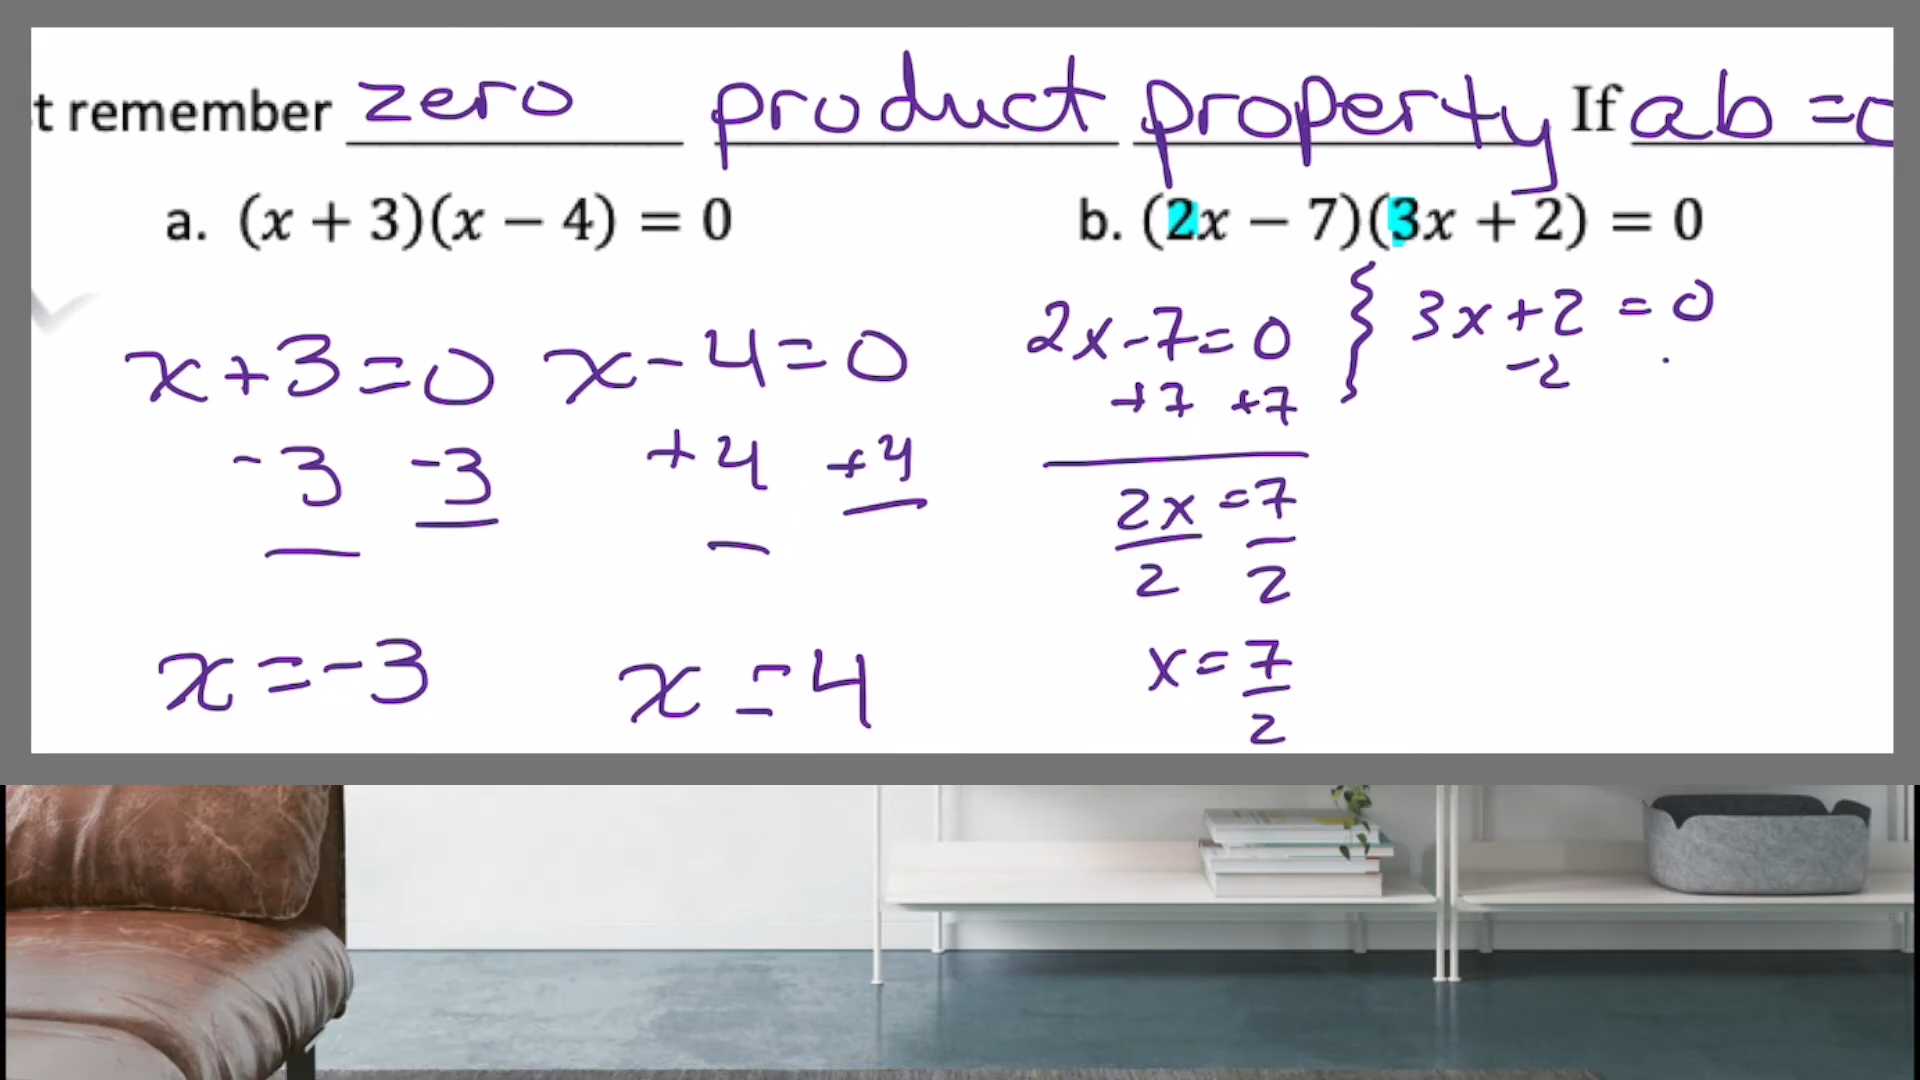 t remember zero product property If ab =0
a. (x + 3)(x − 4) = 0
b. (2x − 7)(3x + 2) = 0
x+3=0 x-4=0
-3 -3 +4 +4
x=-3 x=4
2x-7=0 } 3x+2=0
+7 +7 -2
2x=7
2 2
x=7
2